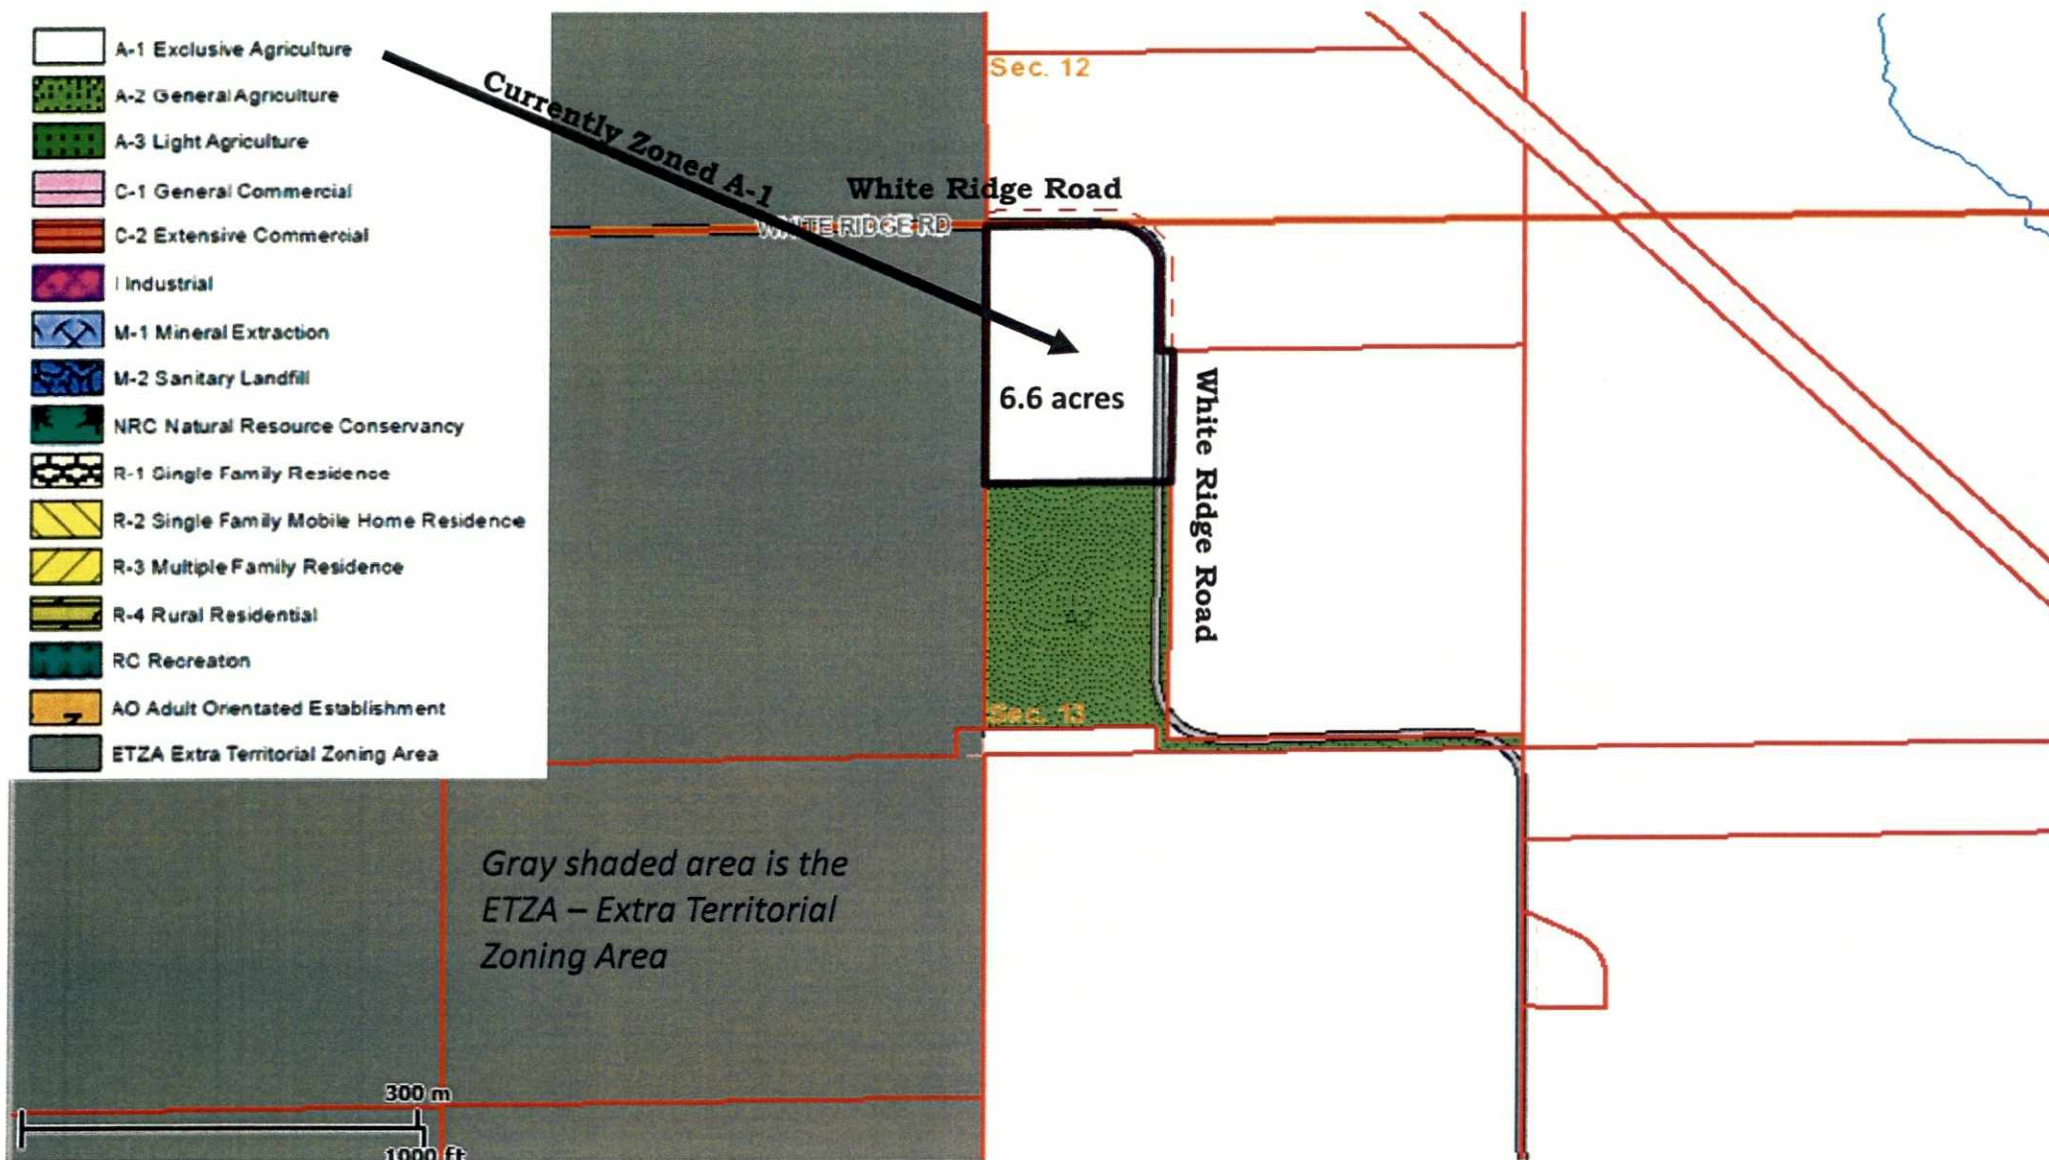 A-1 Exclusive Agriculture
A-2 General Agriculture
A-3 Light Agriculture
C-1 General Commercial
C-2 Extensive Commercial
I Industrial
M-1 Mineral Extraction
M-2 Sanitary Landfill
NRC Natural Resource Conservancy
R-1 Single Family Residence
R-2 Single Family Mobile Home Residence
R-3 Multiple Family Residence
R-4 Rural Residential
RC Recreation
AO Adult Orientated Establishment
ETZA Extra Territorial Zoning Area
Currently Zoned A-1
Sec. 12
White Ridge Road
WHITE RIDGE RD
6.6 acres
White Ridge Road
A2
Sec. 13
Gray shaded area is the
ETZA – Extra Territorial
Zoning Area
300 m
1000 ft